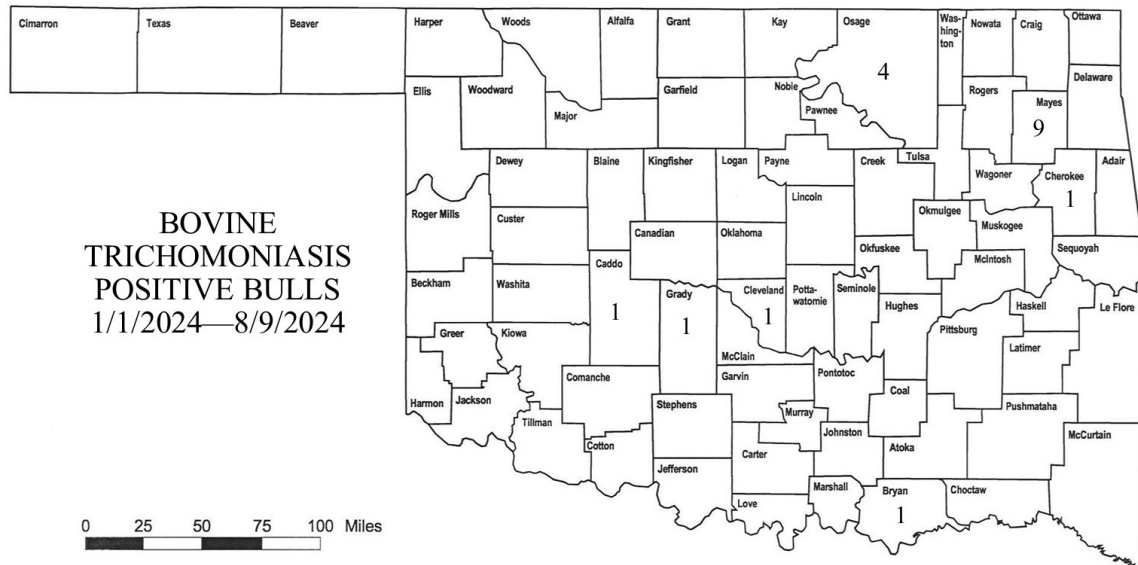 Cimarron
Texas
Beaver
Harper
Woods
Alfalfa
Grant
Kay
Osage
Was-
hing-
ton
Nowata
Craig
Ottawa
4
Ellis
Woodward
Major
Garfield
Noble
Pawnee
Rogers
Mayes
9
Delaware
Dewey
Blaine
Kingfisher
Logan
Payne
Creek
Tulsa
Wagoner
Cherokee
1
Adair
Roger Mills
Custer
Canadian
Oklahoma
Lincoln
Okmulgee
Muskogee
Okfuskee
McIntosh
Sequoyah
BOVINE
TRICHOMONIASIS
POSITIVE BULLS
1/1/2024—8/9/2024
Beckham
Washita
Caddo
1
Grady
1
Cleveland
1
Potta-
watomie
Seminole
Hughes
Pittsburg
Haskell
Le Flore
Greer
Kiowa
McClain
Latimer
Harmon
Jackson
Comanche
Garvin
Pontotoc
Coal
Pushmataha
Tillman
Stephens
Murray
Cotton
Johnston
Atoka
McCurtain
Jefferson
Carter
Love
Marshall
Bryan
1
Choctaw
0 25 50 75 100 Miles